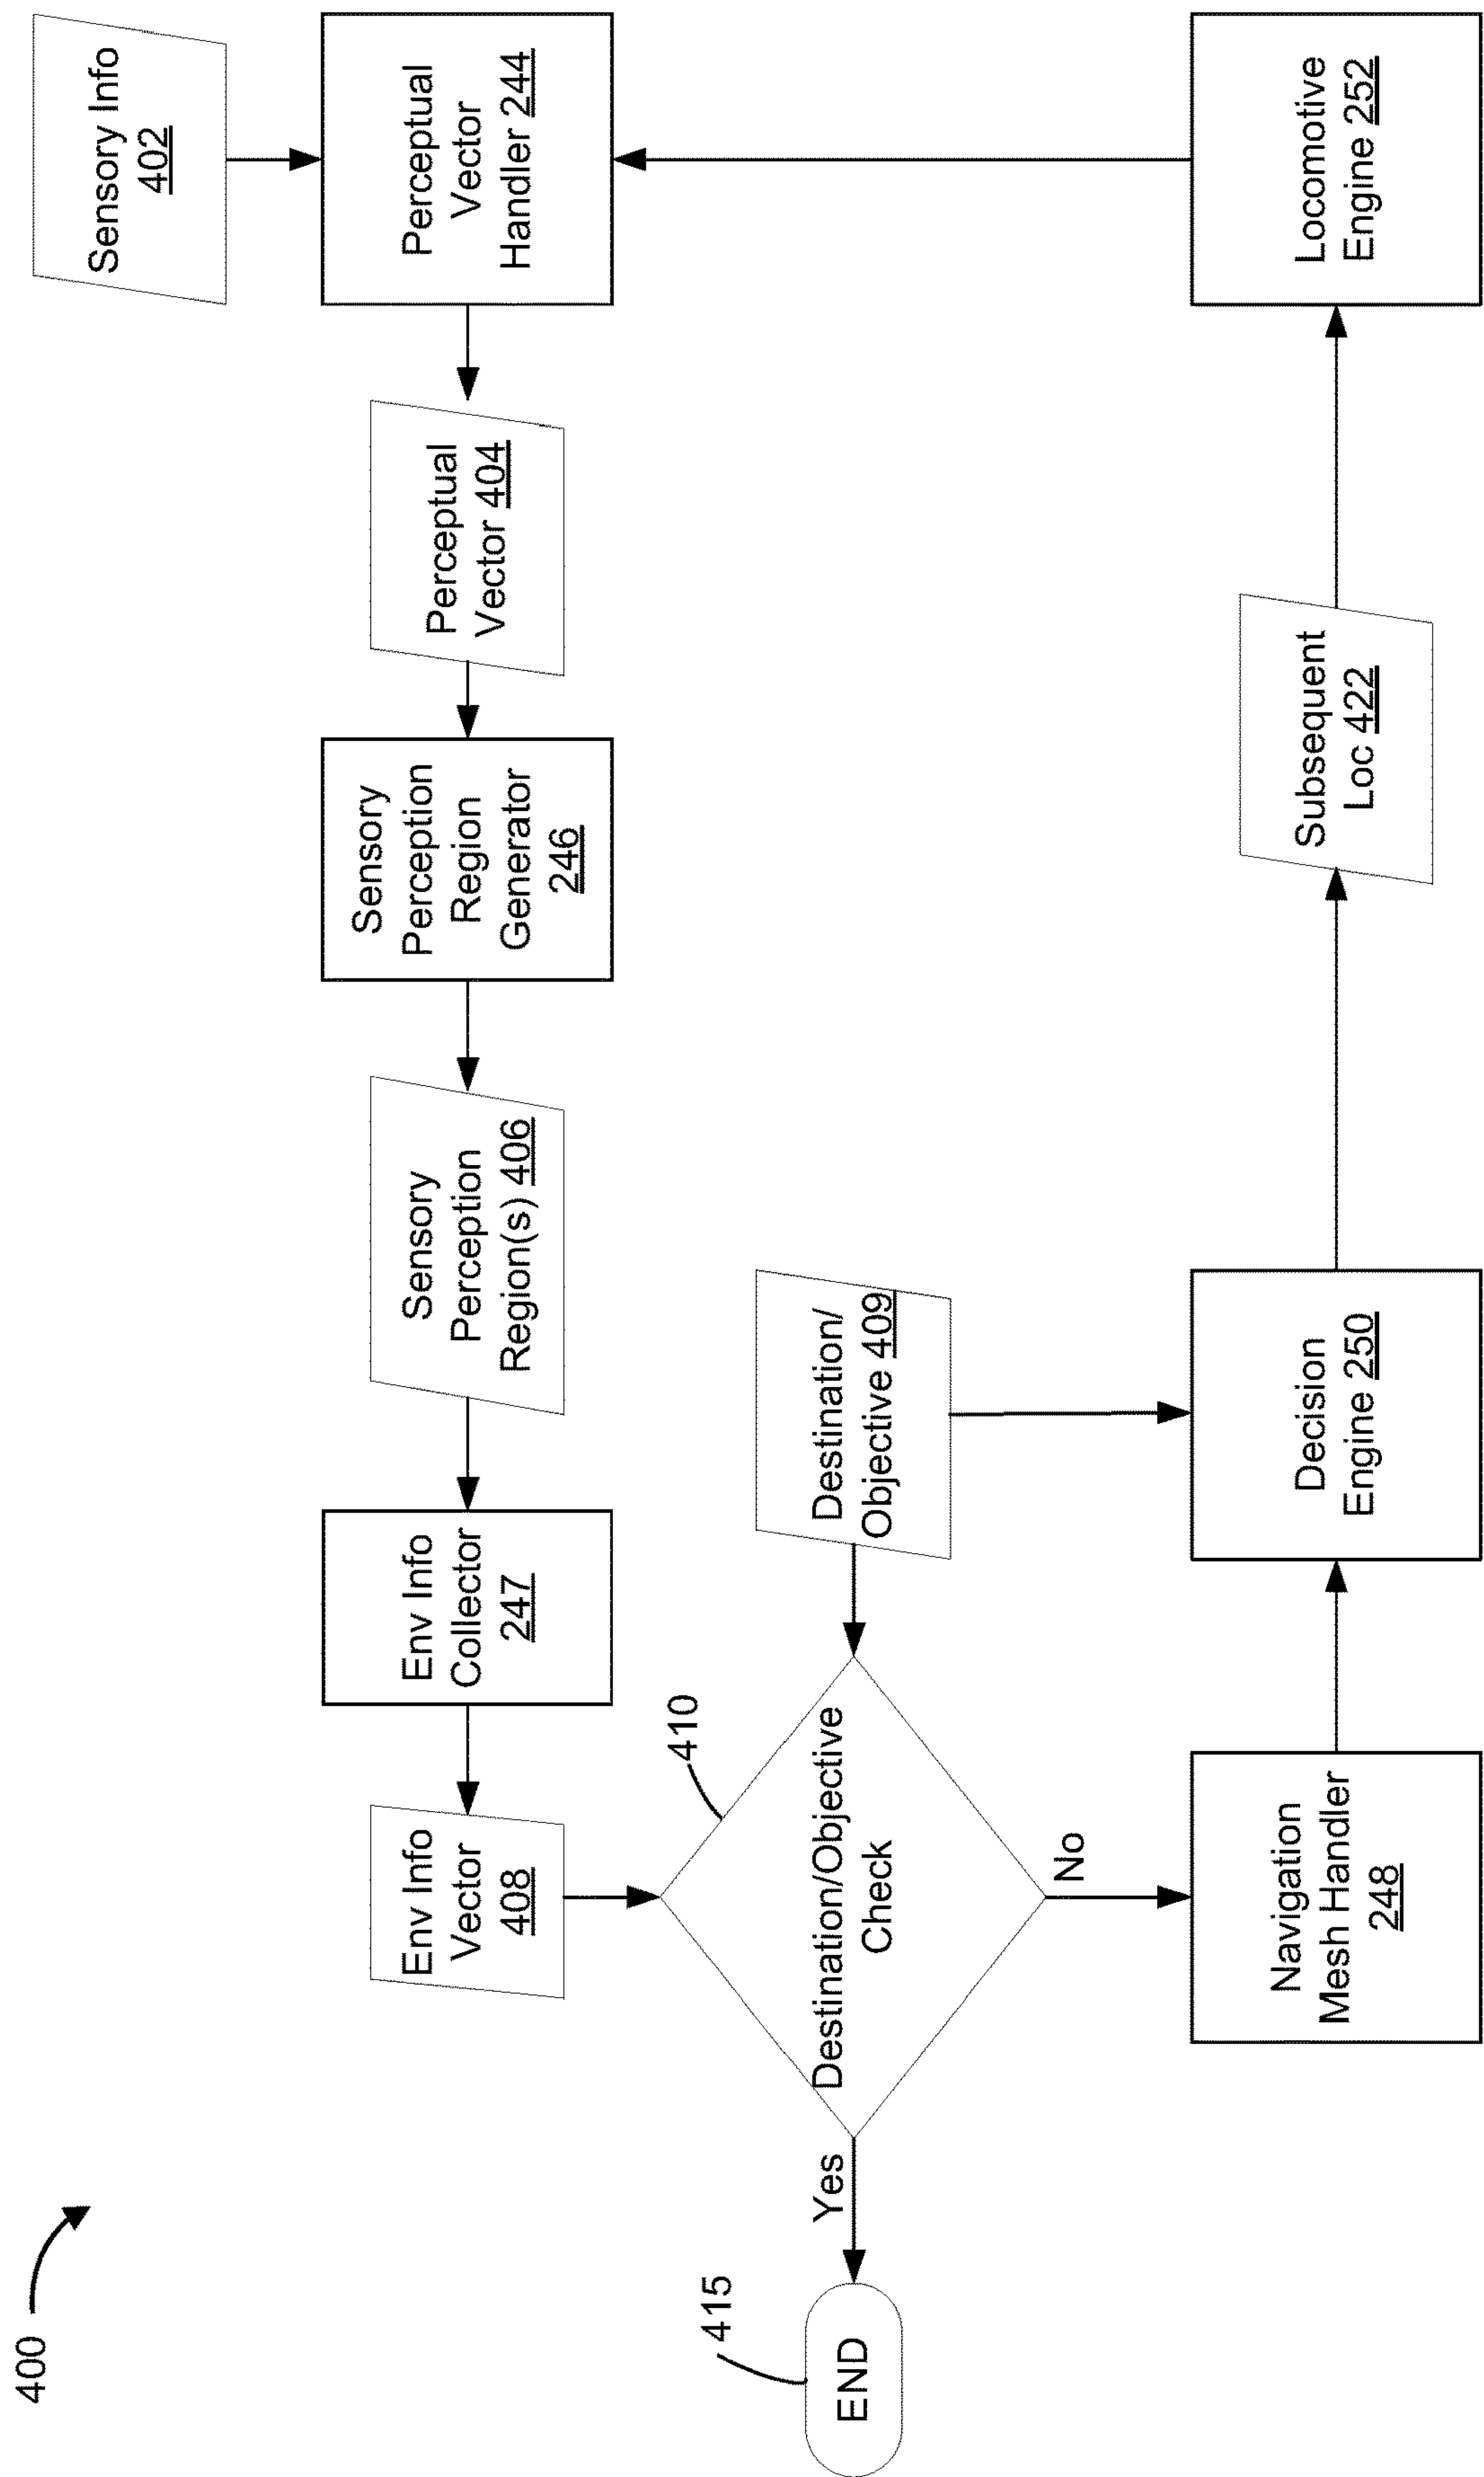 400
Sensory Info
402
Perceptual
Vector
Handler 244
Perceptual
Vector 404
Sensory
Perception
Region
Generator
246
Sensory
Perception
Region(s) 406
Env Info
Collector
247
Env Info
Vector
408
410
Destination/Objective
Check
Destination/
Objective 409
Yes
415
END
No
Navigation
Mesh Handler
248
Decision
Engine 250
Subsequent
Loc 422
Locomotive
Engine 252